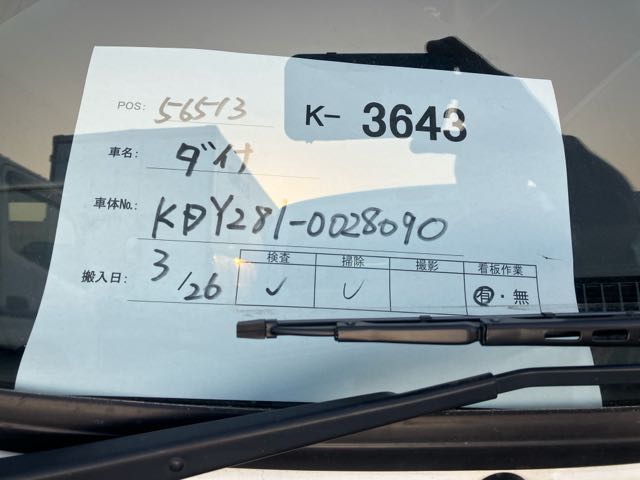 POS: 56513
K- 3643
車名: ダイナ
車体No.: KDY281-0028090
検査 掃除 撮影 看板作業
搬入日: 3/26 ✓ ✓ 有・無